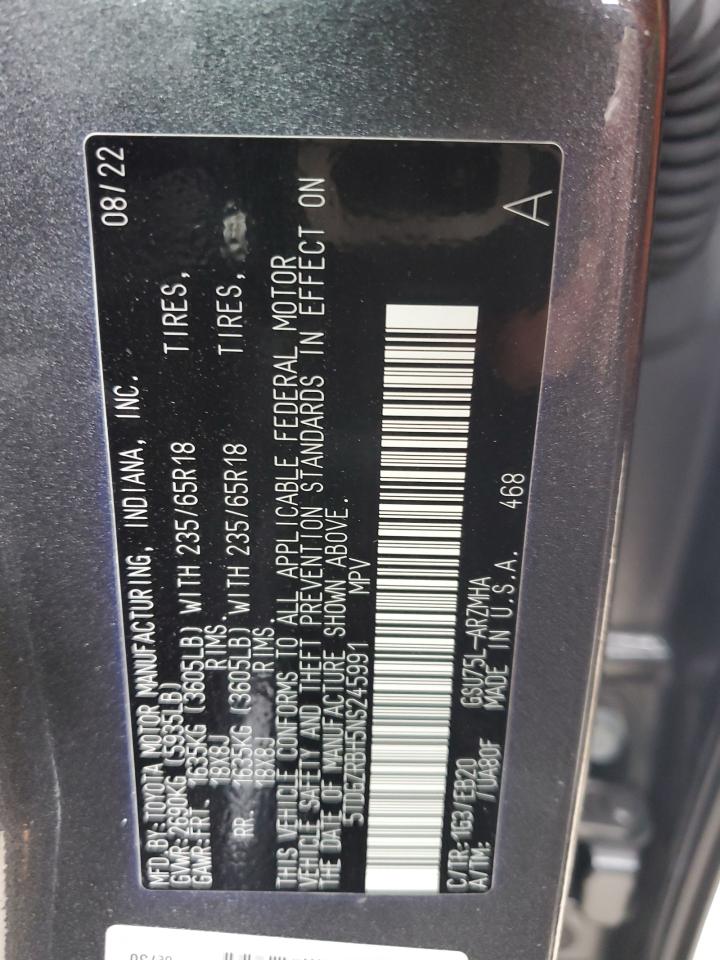 MFD.BY:TOYOTA MOTOR MANUFACTURING, INDIANA, INC. 08/22
GVWR:2690KG (5935LB)
GAWR:FRT. 1635KG (3605LB) WITH 235/65R18 TIRES,
18X8J RIMS.
RR. 1635KG (3605LB) WITH 235/65R18 TIRES,
18X8J RIMS.
THIS VEHICLE CONFORMS TO ALL APPLICABLE FEDERAL MOTOR
VEHICLE SAFETY AND THEFT PREVENTION STANDARDS IN EFFECT ON
THE DATE OF MANUFACTURE SHOWN ABOVE.
5TDGZRBH5NS245991 MPV
C/TR: 1G3/EB20 GSU75L-ARZMHA
A/TM: /UA80F MADE IN U.S.A. 468 A